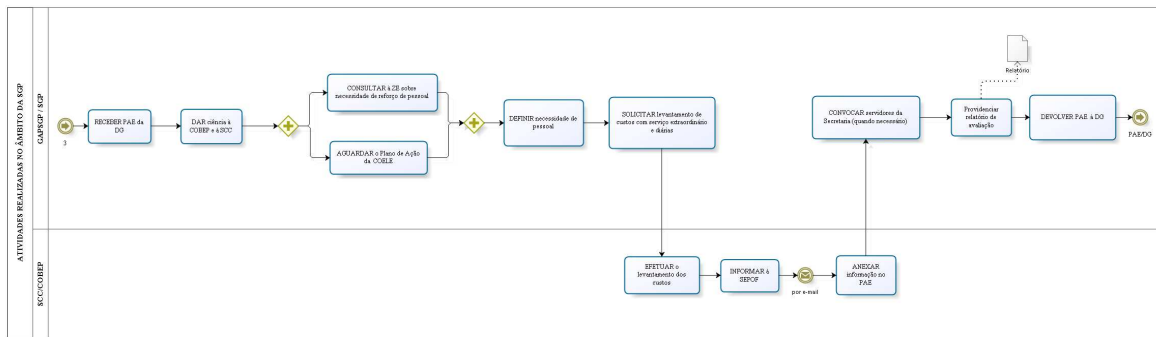 ATIVIDADES REALIZADAS NO ÂMBITO DA SGP
GAPSGP / SGP
3
RECEBER PAE da
DG
DAR ciência à
COBEP e à SCC
CONSULTAR à ZE sobre
necessidade de reforço de pessoal
AGUARDAR o Plano de Ação
da COELE
DEFINIR necessidade de
pessoal
SOLICITAR levantamento de
custos com serviço extraordinário
e diárias
CONVOCAR servidores da
Secretaria (quando necessário)
Relatório
Providenciar
relatório de
avaliação
DEVOLVER PAE à DG
PAE/DG
SCC/COBEP
EFETUAR o
levantamento dos
custos
INFORMAR à
SEPOF
por e-mail
ANEXAR
informação no
PAE